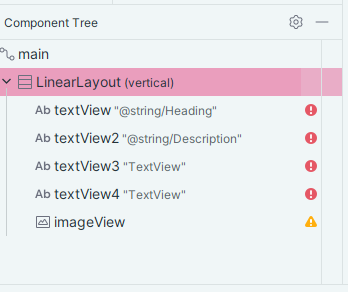 Component Tree
main
LinearLayout (vertical)
Ab textView "@string/Heading"
Ab textView2 "@string/Description"
Ab textView3 "TextView"
Ab textView4 "TextView"
imageView